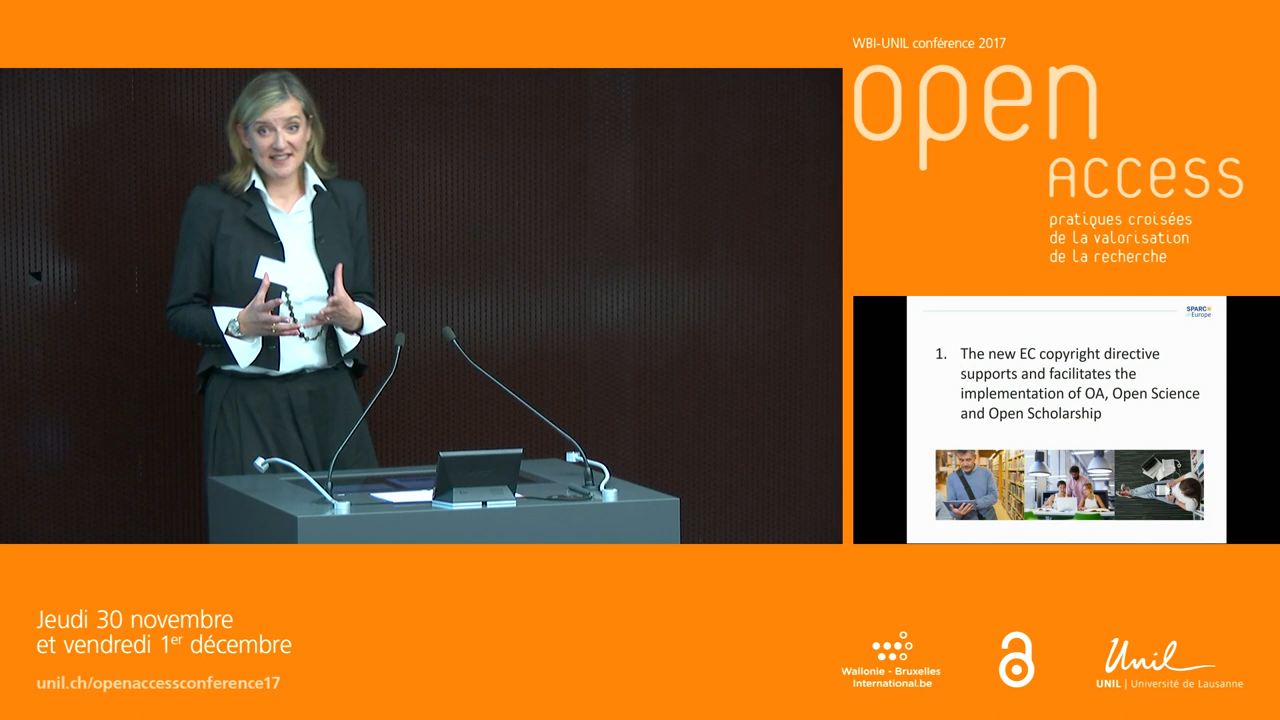 WBI-UNIL conférence 2017
open
access
pratiques croisées
de la valorisation
de la recherche
SPARC
Europe
1. The new EC copyright directive
supports and facilitates the
implementation of OA, Open Science
and Open Scholarship
Jeudi 30 novembre
et vendredi 1er décembre
unil.ch/openaccessconference17
Wallonie - Bruxelles
International.be
Unil
UNIL | Université de Lausanne